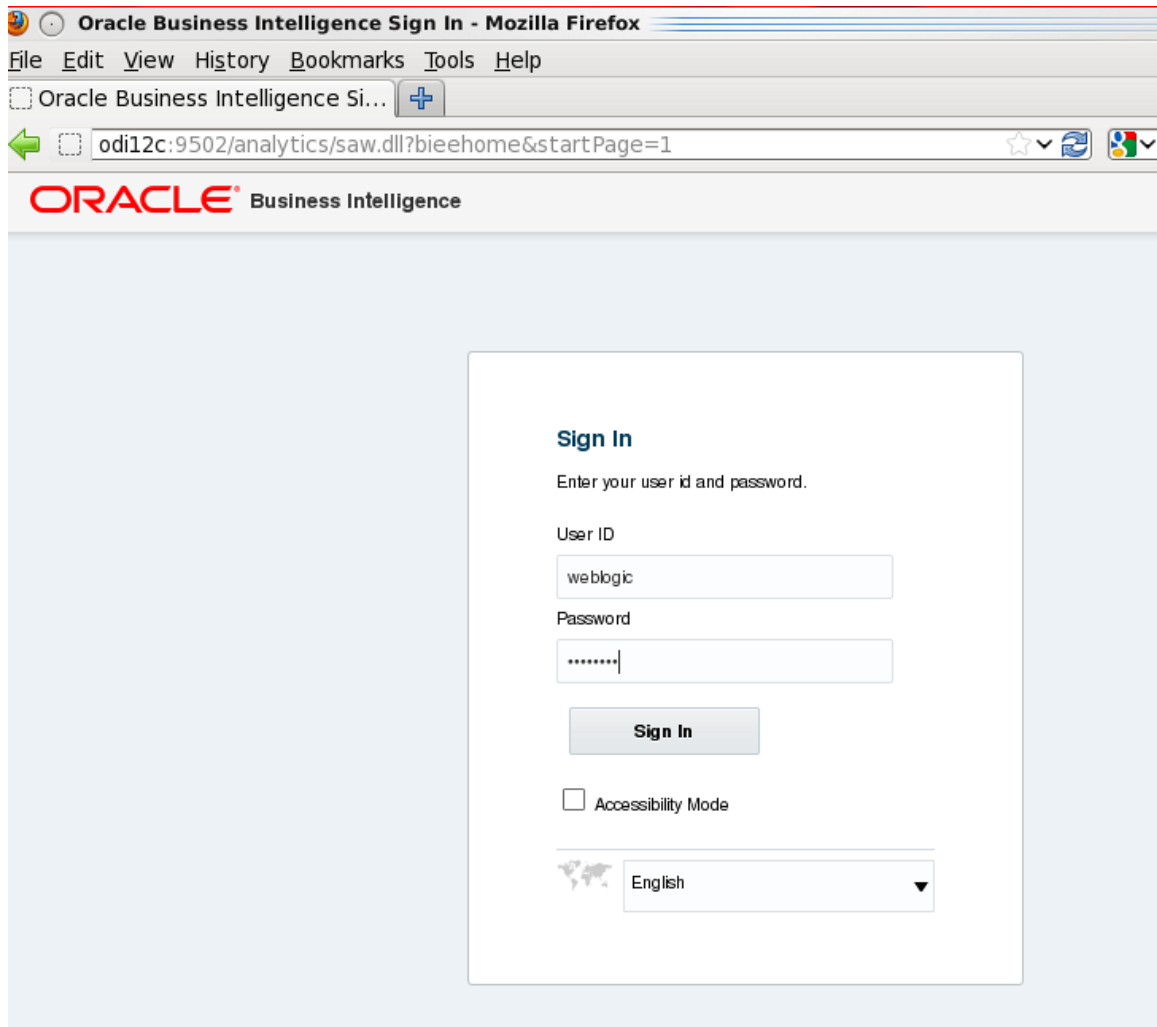 Oracle Business Intelligence Sign In - Mozilla Firefox
File Edit View History Bookmarks Tools Help
Oracle Business Intelligence Si...
odi12c:9502/analytics/saw.dll?bieehome&startPage=1
ORACLE® Business Intelligence
Sign In
Enter your user id and password.
User ID
weblogic
Password
••••••••
Sign In
Accessibility Mode
English